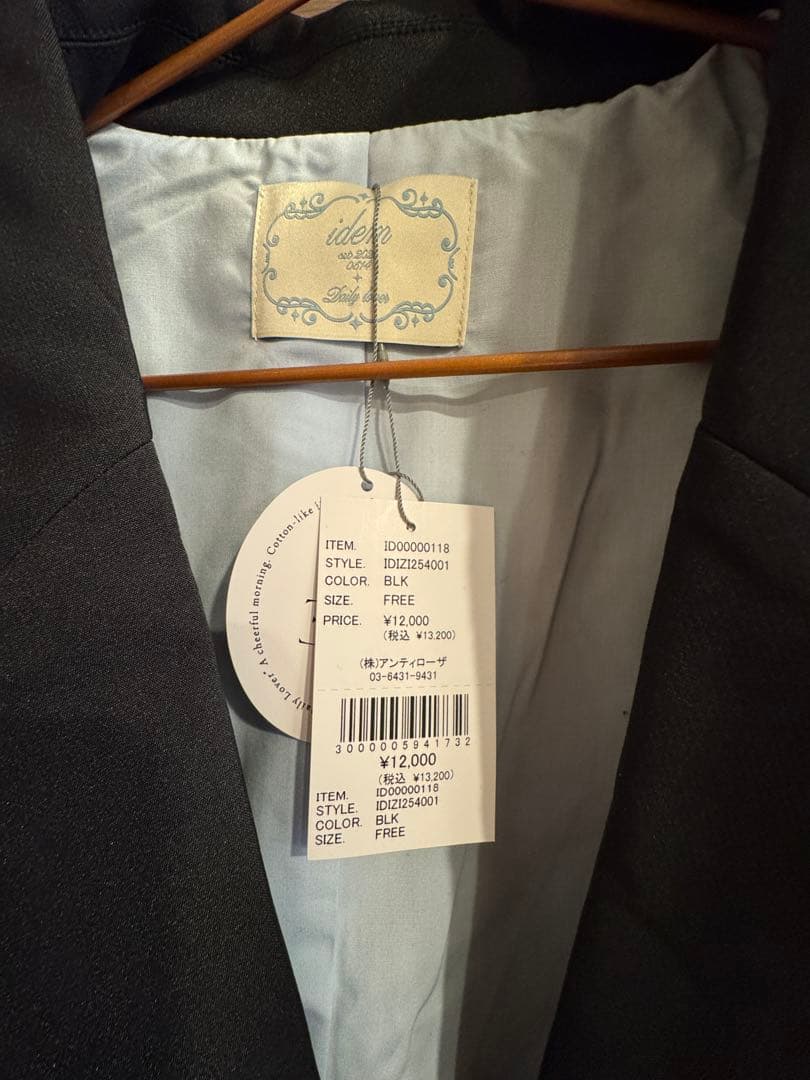 idem
Daily lover
A cheerful morning. Cotton-like
aily Lover"
ITEM. ID00000118
STYLE. IDIZI254001
COLOR. BLK
SIZE. FREE
PRICE. ¥12,000
(税込 ¥13,200)
(株)アンティローザ
03-6431-9431
3000005941732
¥12,000
(税込 ¥13,200)
ITEM. ID00000118
STYLE. IDIZI254001
COLOR. BLK
SIZE. FREE